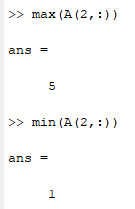 >> max(A(2,:))
ans =
5
>> min(A(2,:))
ans =
1